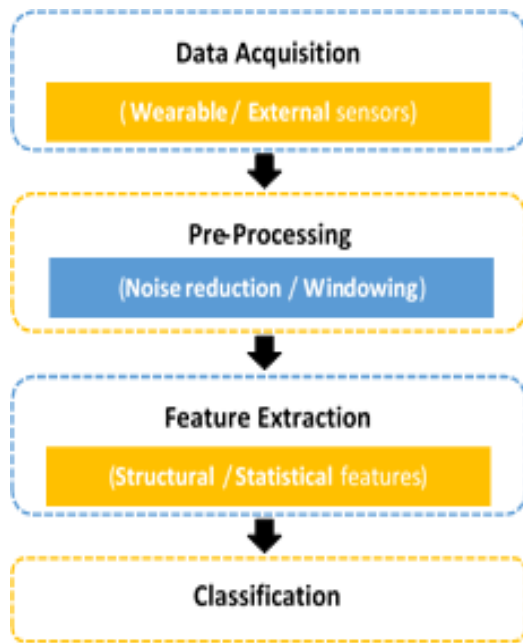 Data Acquisition
( Wearable / External sensors)
Pre-Processing
(Noise reduction / Windowing)
Feature Extraction
(Structural / Statistical features)
Classification